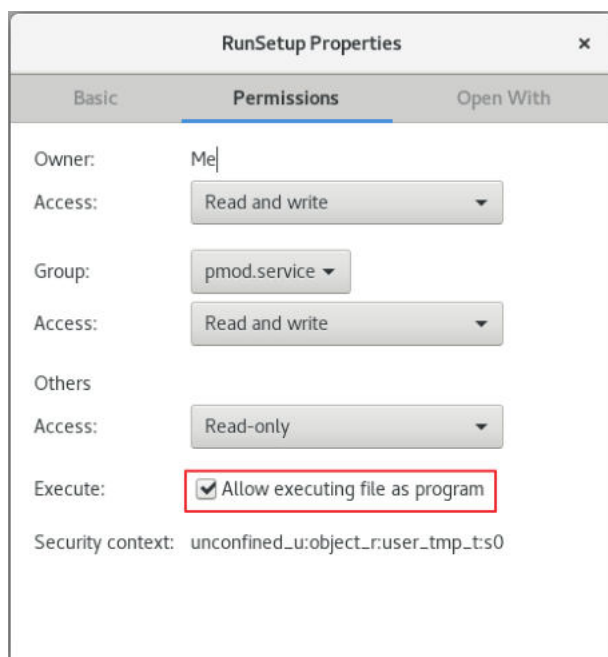 RunSetup Properties ×
Basic Permissions Open With
Owner: Me
Access: Read and write
Group: pmod.service
Access: Read and write
Others
Access: Read-only
Execute: Allow executing file as program
Security context: unconfined_u:object_r:user_tmp_t:s0